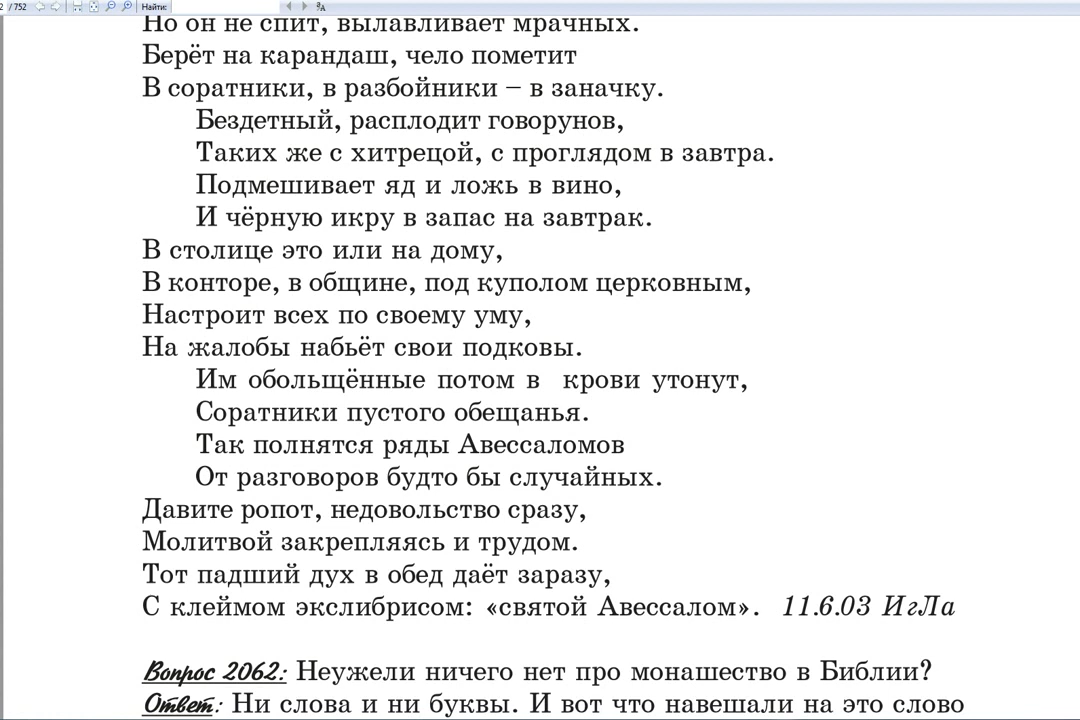 2 / 752 Найти:
Но он не спит, вылавливает мрачных.
Берёт на карандаш, чело пометит
В соратники, в разбойники – в заначку.
Бездетный, расплодит говорунов,
Таких же с хитрецой, с проглядом в завтра.
Подмешивает яд и ложь в вино,
И чёрную икру в запас на завтрак.
В столице это или на дому,
В конторе, в общине, под куполом церковным,
Настроит всех по своему уму,
На жалобы набьёт свои подковы.
Им обольщённые потом в крови утонут,
Соратники пустого обещанья.
Так полнятся ряды Авессаломов
От разговоров будто бы случайных.
Давите ропот, недовольство сразу,
Молитвой закрепляясь и трудом.
Тот падший дух в обед даёт заразу,
С клеймом экслибрисом: «святой Авессалом». 11.6.03 ИгЛа
Вопрос 2062: Неужели ничего нет про монашество в Библии?
Ответ: Ни слова и ни буквы. И вот что навешали на это слово